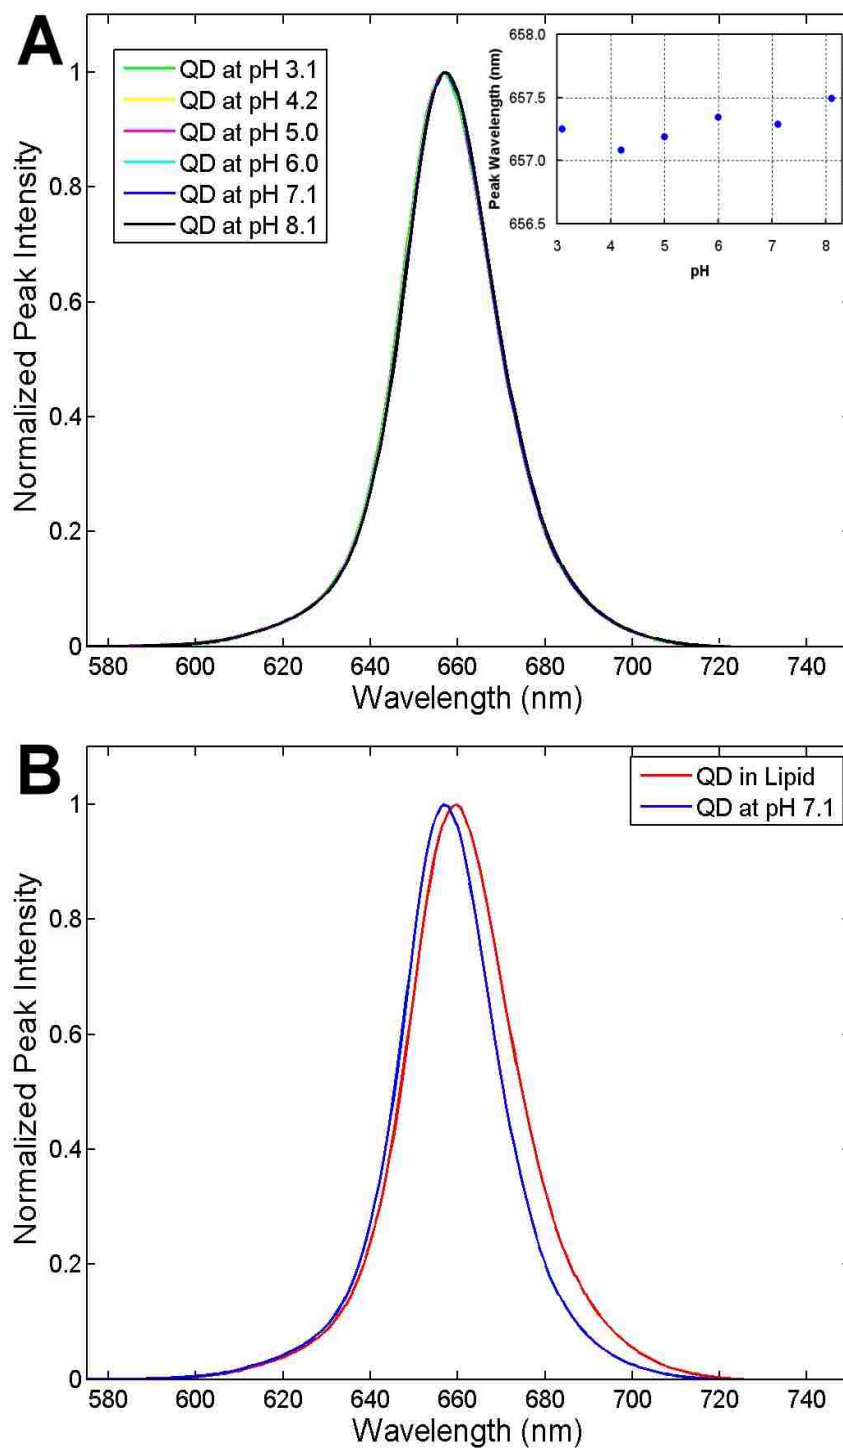 A
QD at pH 3.1
QD at pH 4.2
QD at pH 5.0
QD at pH 6.0
QD at pH 7.1
QD at pH 8.1
Peak Wavelength (nm)
658.0
657.5
657.0
656.5
3 4 5 6 7 8
pH
Normalized Peak Intensity
1
0.8
0.6
0.4
0.2
0
580 600 620 640 660 680 700 720 740
Wavelength (nm)
B
QD in Lipid
QD at pH 7.1
Normalized Peak Intensity
1
0.8
0.6
0.4
0.2
0
580 600 620 640 660 680 700 720 740
Wavelength (nm)